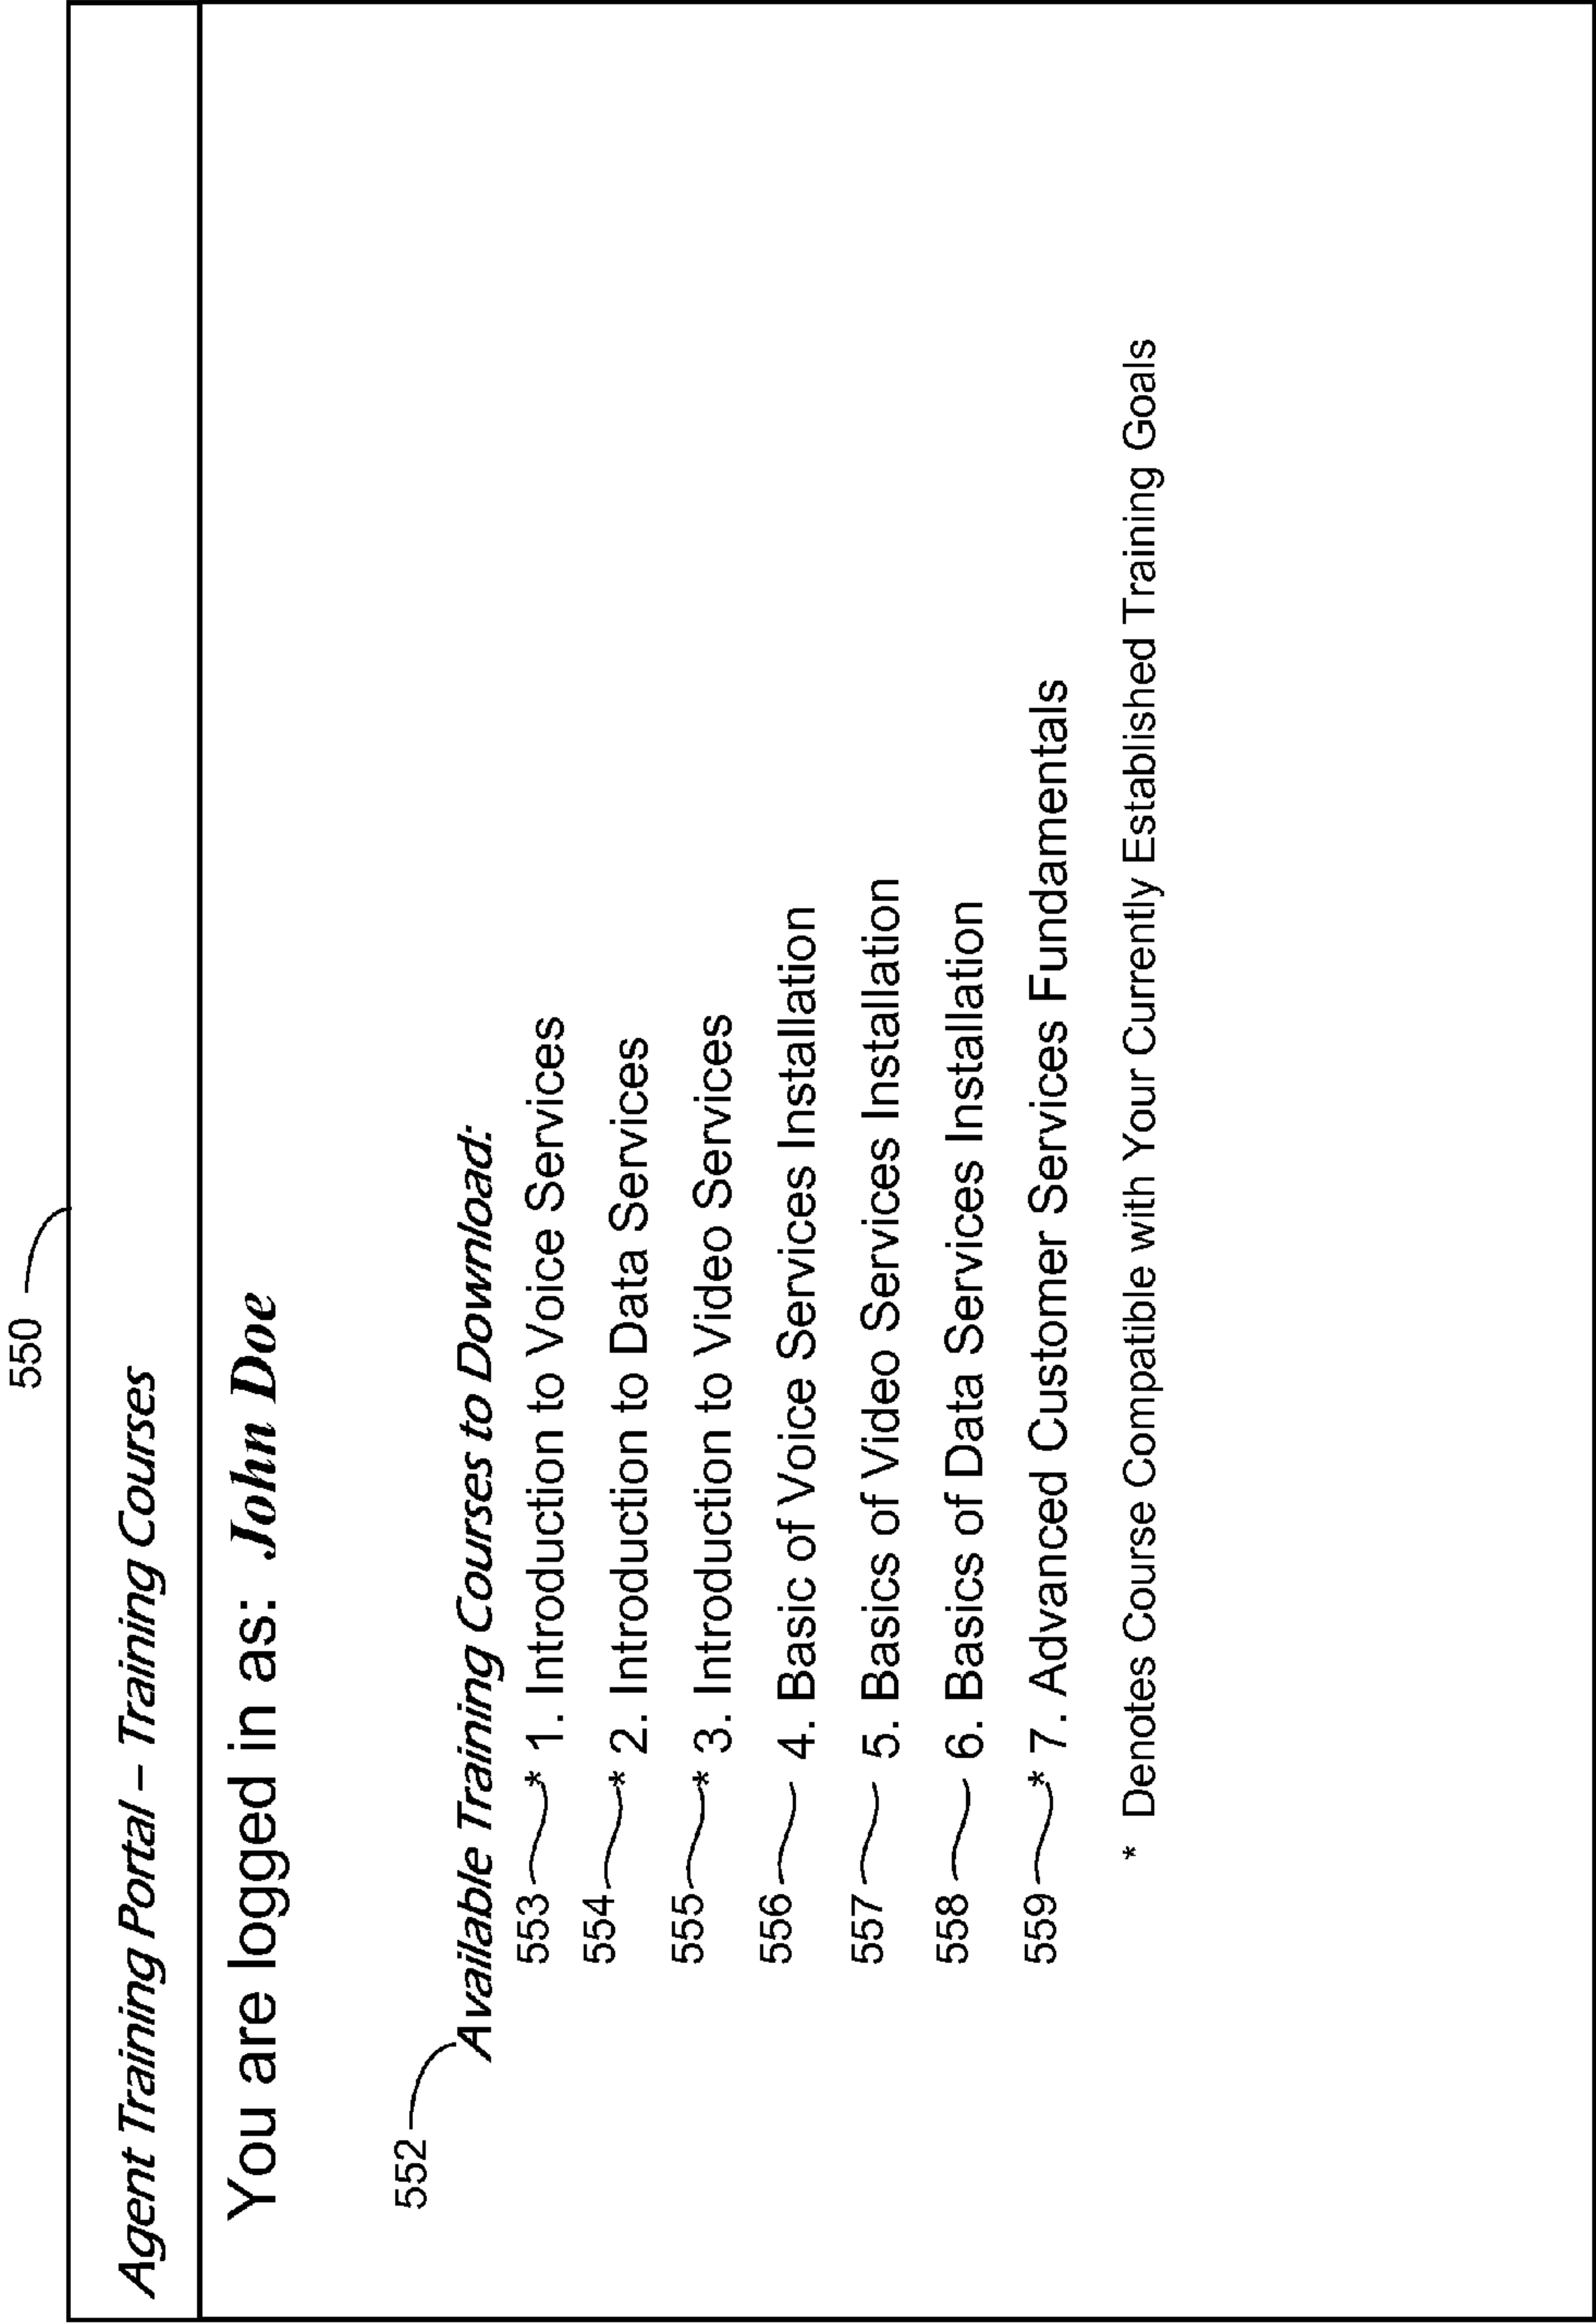 550
Agent Training Portal – Training Courses
You are logged in as: John Doe
552
Available Training Courses to Download:
553 * 1. Introduction to Voice Services
554 * 2. Introduction to Data Services
555 * 3. Introduction to Video Services
556 4. Basic of Voice Services Installation
557 5. Basics of Video Services Installation
558 6. Basics of Data Services Installation
559 * 7. Advanced Customer Services Fundamentals
* Denotes Course Compatible with Your Currently Established Training Goals